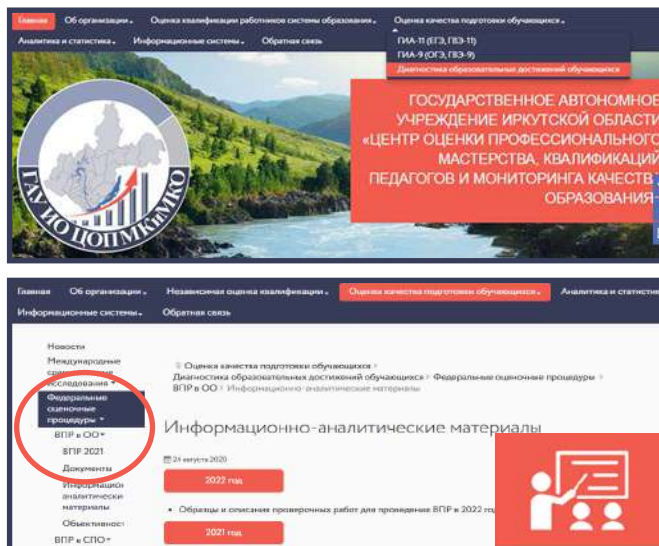 Главная Об организации Оценка квалификации работников системы образования Оценка качества подготовки обучающихся
Аналитика и статистика Информационные системы Обратная связь
ГИА-11 (ЕГЭ, ГВЭ-11)
ГИА-9 (ОГЭ, ГВЭ-9)
Диагностика образовательных достижений обучающихся
ГОСУДАРСТВЕННОЕ АВТОНОМНОЕ
УЧРЕЖДЕНИЕ ИРКУТСКОЙ ОБЛАСТИ
«ЦЕНТР ОЦЕНКИ ПРОФЕССИОНАЛЬНОГО
МАСТЕРСТВА, КВАЛИФИКАЦИЙ
ПЕДАГОГОВ И МОНИТОРИНГА КАЧЕСТВ
ОБРАЗОВАНИЯ
ГАУ ИО ЦОПМКиМКО
Главная Об организации Независимая оценка квалификации Оценка качества подготовки обучающихся Аналитика и статистик
Информационные системы Обратная связь
Новости
Международные
исследования
Федеральные
оценочные
процедуры
ВПР в ОО
ВПР 2021
Документы
Информацион
аналитически
материалы
Объективност
ВПР в СПО
Оценка качества подготовки обучающихся >
Диагностика образовательных достижений обучающихся > Федеральные оценочные процедуры >
ВПР в ОО > Информационно-аналитические материалы
Информационно-аналитические материалы
24 августа 2020
2022 год
• Образцы и описания проверочных работ для проведения ВПР в 2022 год
2021 год